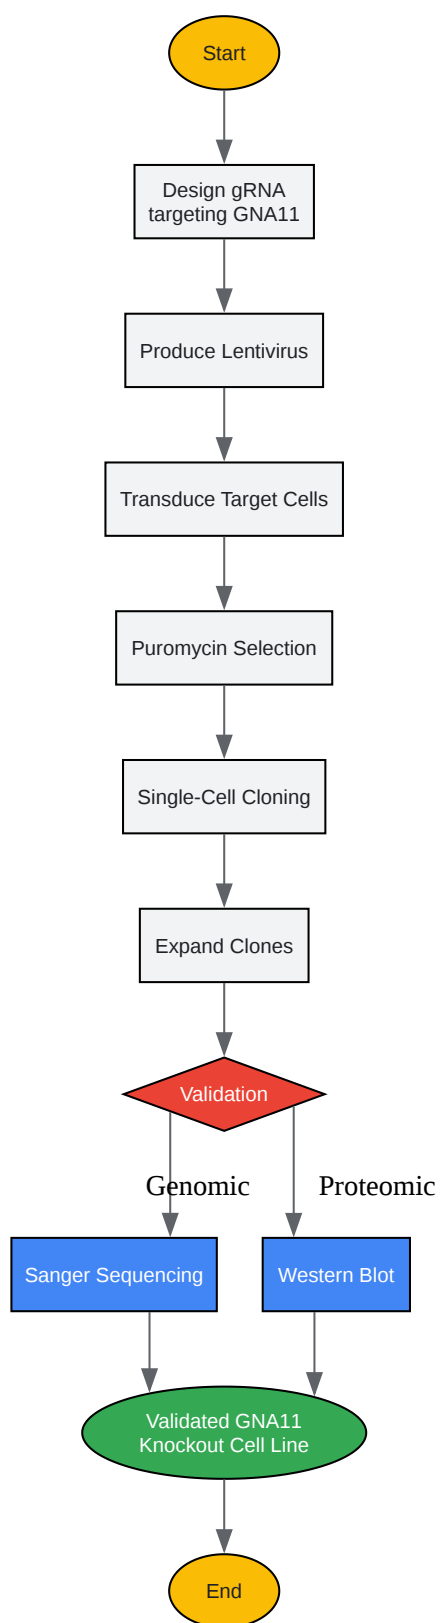 Start
Design gRNA
targeting GNA11
Produce Lentivirus
Transduce Target Cells
Puromycin Selection
Single-Cell Cloning
Expand Clones
Validation
Genomic
Proteomic
Sanger Sequencing
Western Blot
Validated GNA11
Knockout Cell Line
End